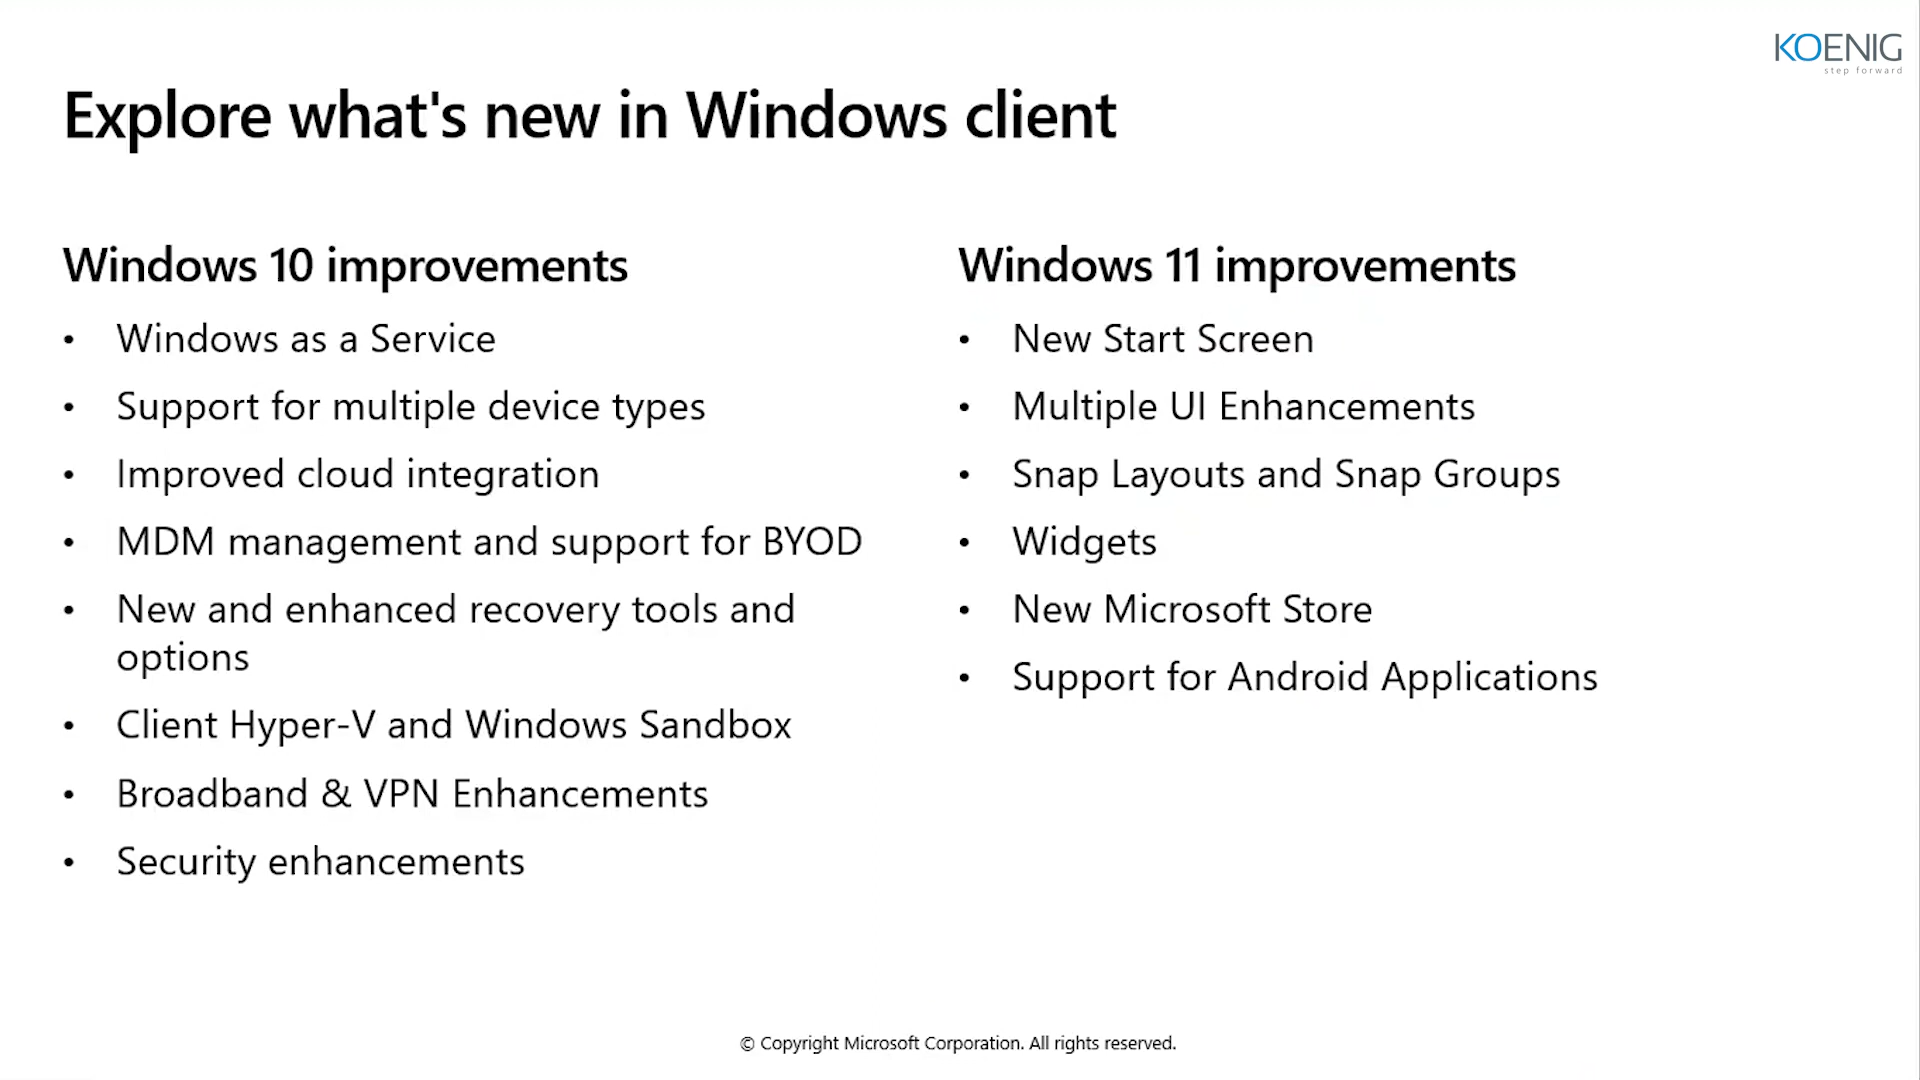 KOENIG
step forward
Explore what's new in Windows client
Windows 10 improvements
• Windows as a Service
• Support for multiple device types
• Improved cloud integration
• MDM management and support for BYOD
• New and enhanced recovery tools and
options
• Client Hyper-V and Windows Sandbox
• Broadband & VPN Enhancements
• Security enhancements
Windows 11 improvements
• New Start Screen
• Multiple UI Enhancements
• Snap Layouts and Snap Groups
• Widgets
• New Microsoft Store
• Support for Android Applications
© Copyright Microsoft Corporation. All rights reserved.